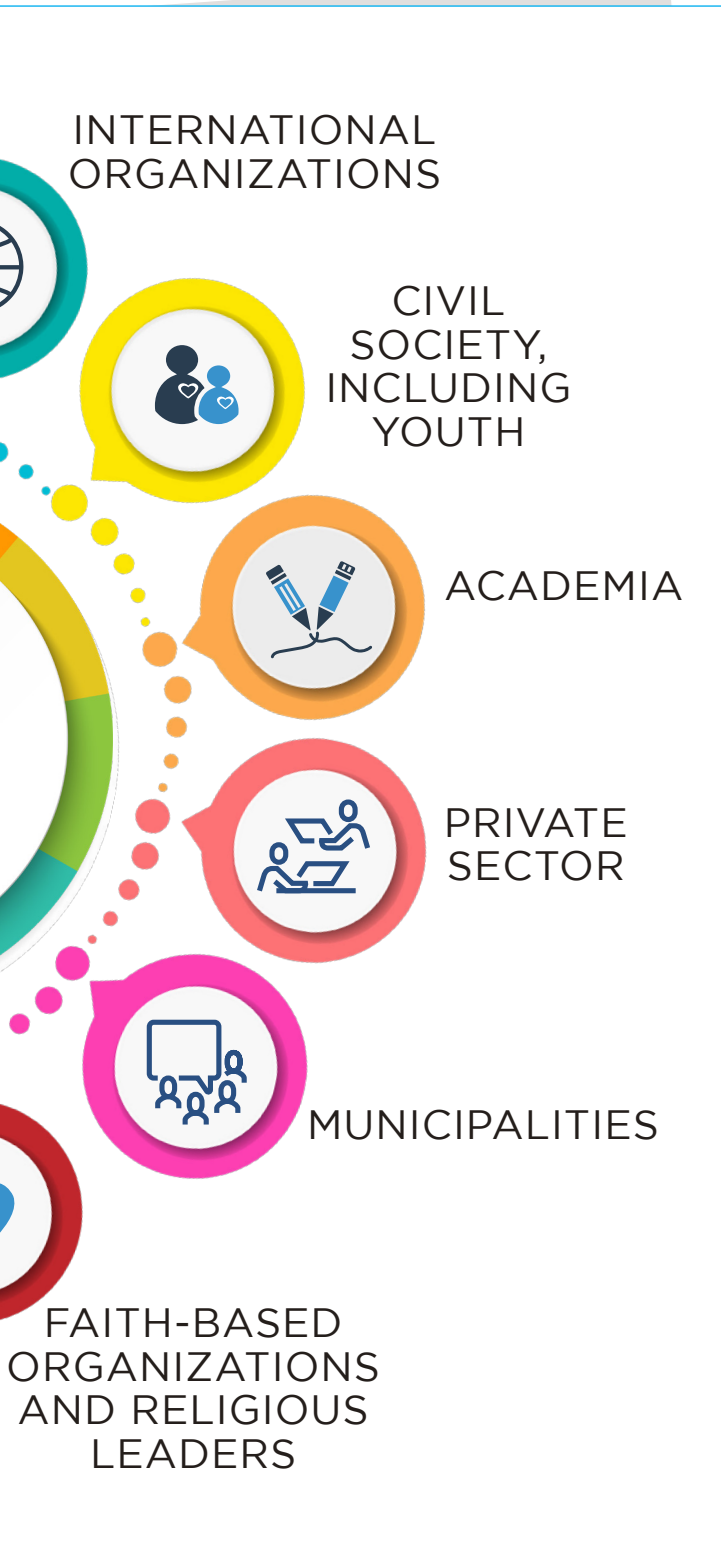 INTERNATIONAL
ORGANIZATIONS
CIVIL
SOCIETY,
INCLUDING
YOUTH
ACADEMIA
PRIVATE
SECTOR
MUNICIPALITIES
FAITH-BASED
ORGANIZATIONS
AND RELIGIOUS
LEADERS